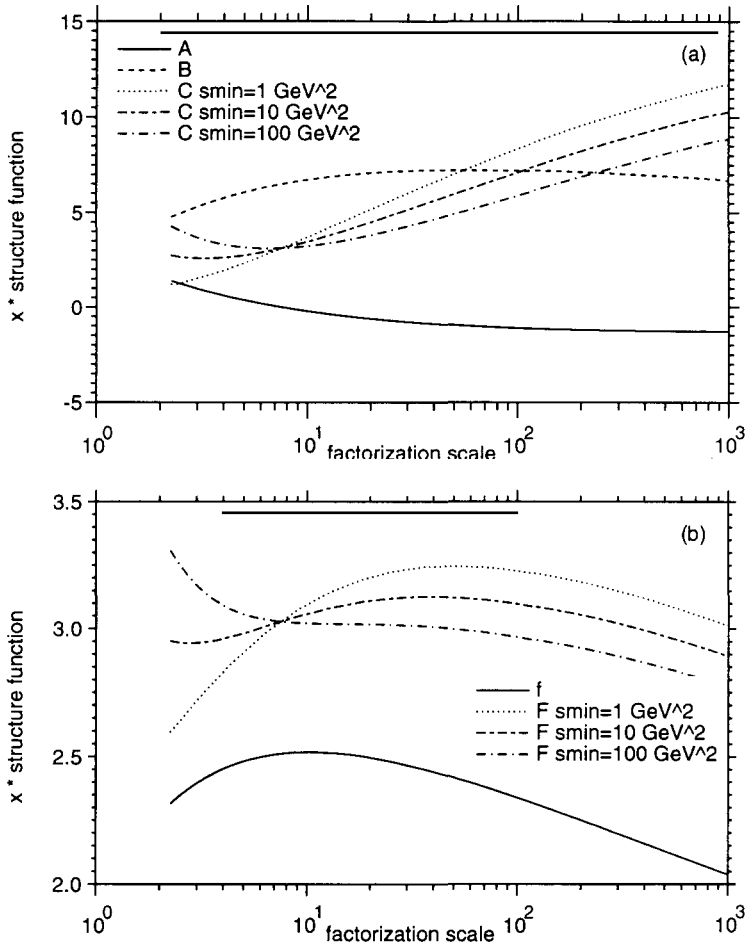 15
10
5
0
-5
x * structure function
(a)
A
B
C smin=1 GeV^2
C smin=10 GeV^2
C smin=100 GeV^2
10^0
10^1
10^2
10^3
factorization scale
3.5
3.0
2.5
2.0
x * structure function
(b)
f
F smin=1 GeV^2
F smin=10 GeV^2
F smin=100 GeV^2
10^0
10^1
10^2
10^3
factorization scale